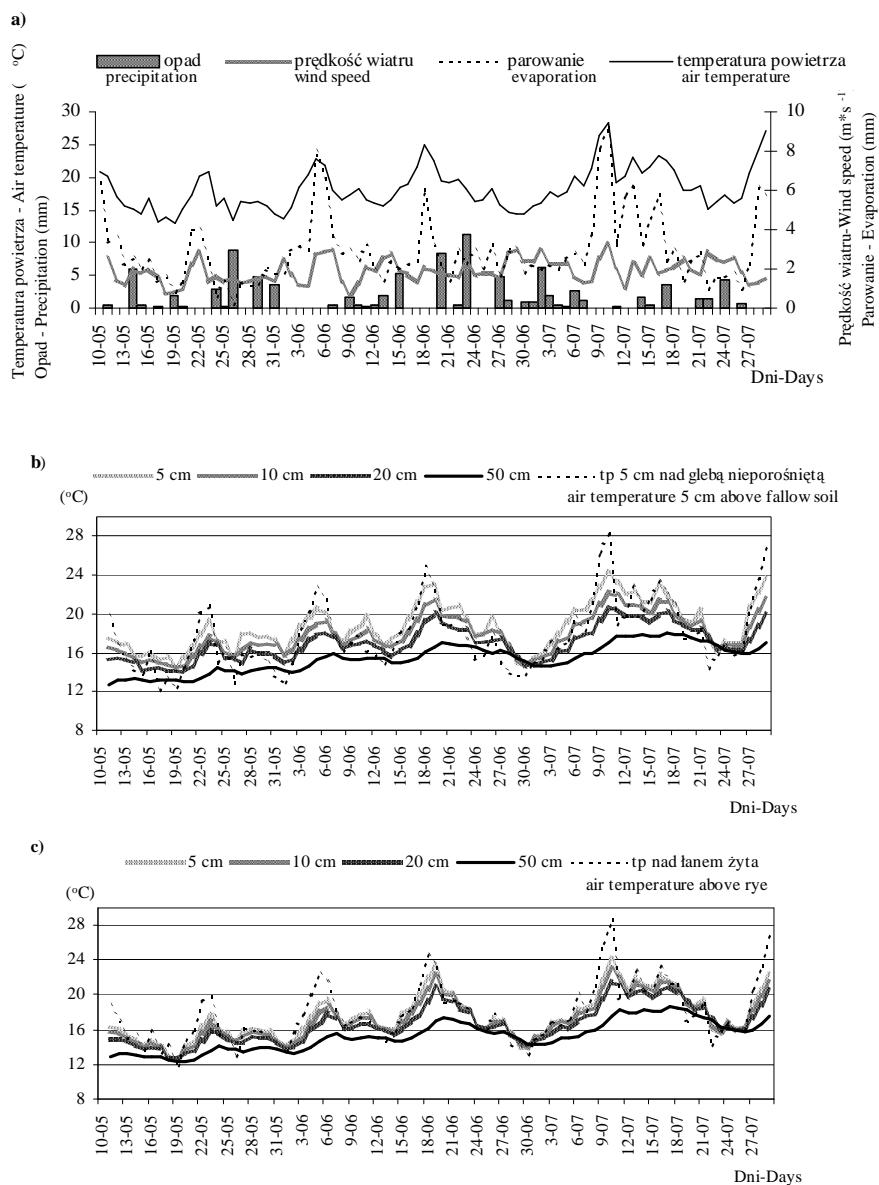 a)
opad prędkość wiatru parowanie temperatura powietrza
precipitation wind speed evaporation air temperature
Temperatura powietrza - Air temperature ( °C)
Opad - Precipitation (mm)
30
25
20
15
10
5
0
10
8
6
4
2
0
Prędkość wiatru-Wind speed (m*s -1)
Parowanie - Evaporation (mm)
10-05 13-05 16-05 19-05 22-05 25-05 28-05 31-05 3-06 6-06 9-06 12-06 15-06 18-06 21-06 24-06 27-06 30-06 3-07 6-07 9-07 12-07 15-07 18-07 21-07 24-07 27-07
Dni-Days
b)
5 cm 10 cm 20 cm 50 cm tp 5 cm nad glebą nieporośniętą
(°C) air temperature 5 cm above fallow soil
28
24
20
16
12
8
10-05 13-05 16-05 19-05 22-05 25-05 28-05 31-05 3-06 6-06 9-06 12-06 15-06 18-06 21-06 24-06 27-06 30-06 3-07 6-07 9-07 12-07 15-07 18-07 21-07 24-07 27-07
Dni-Days
c)
5 cm 10 cm 20 cm 50 cm tp nad łanem żyta
(°C) air temperature above rye
28
24
20
16
12
8
10-05 13-05 16-05 19-05 22-05 25-05 28-05 31-05 3-06 6-06 9-06 12-06 15-06 18-06 21-06 24-06 27-06 30-06 3-07 6-07 9-07 12-07 15-07 18-07 21-07 24-07 27-07
Dni-Days